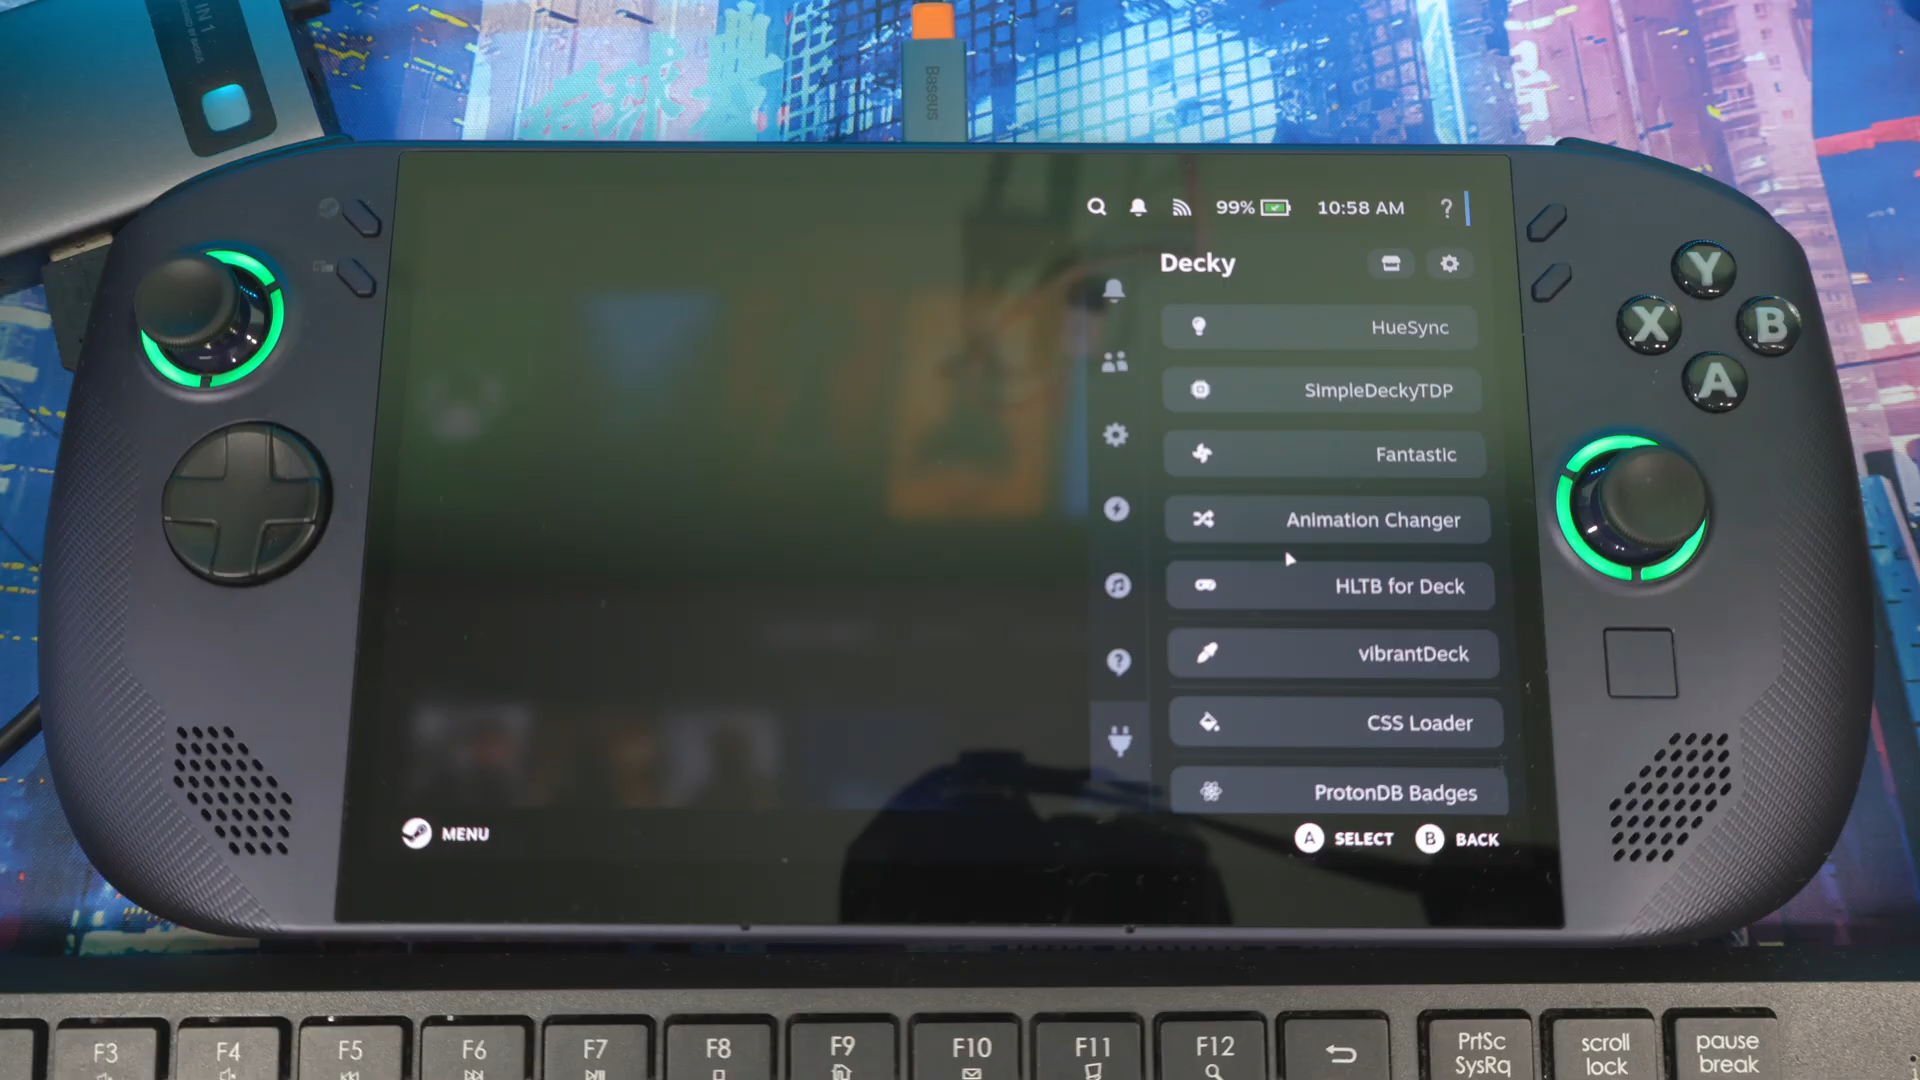 IN 1
Baseus
99%
10:58 AM
?
Decky
HueSync
SimpleDeckyTDP
Fantastic
Animation Changer
HLTB for Deck
vibrantDeck
CSS Loader
ProtonDB Badges
MENU
A SELECT B BACK
Y
X
B
A
F3
F4
F5
F6
F7
F8
F9
F10
F11
F12
PrtSc
SysRq
scroll
lock
pause
break